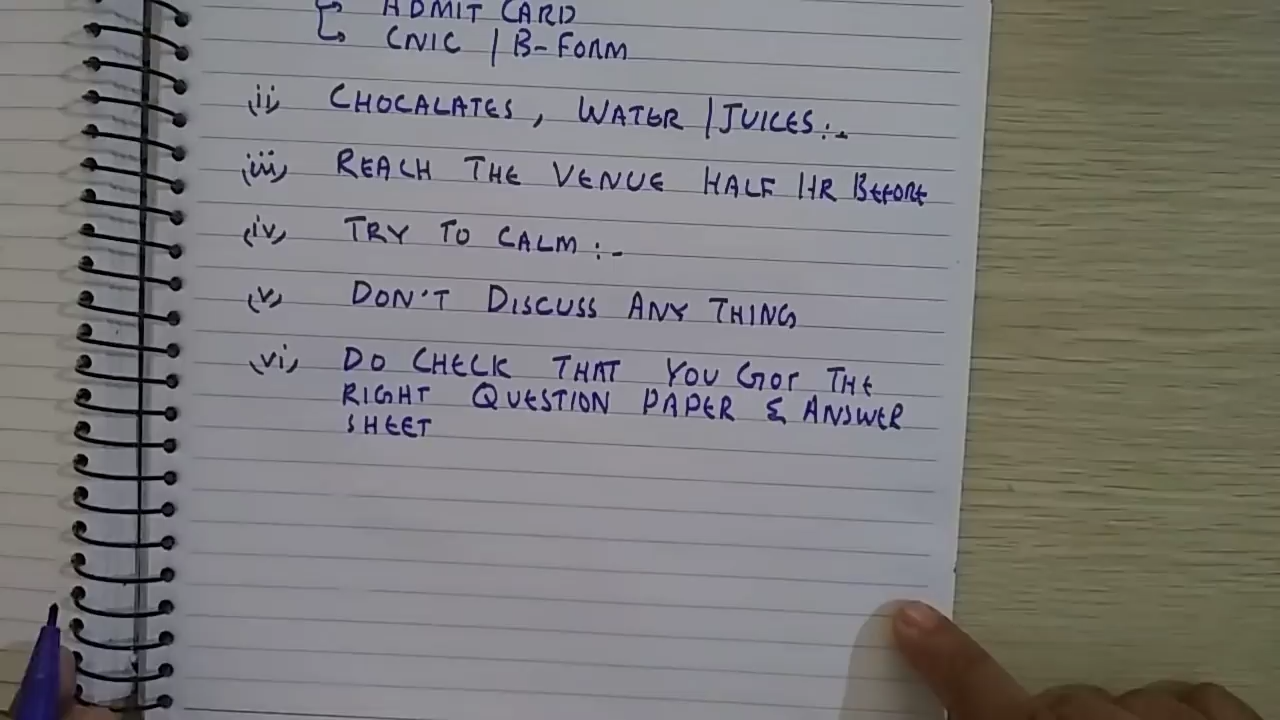 ADMIT CARD
CNIC / B-FORM
(ii) CHOCALATES, WATER / JUICES:-
(iii) REACH THE VENUE HALF HR BEFORE
(iv) TRY TO CALM:-
(v) DON'T DISCUSS ANY THING
(vi) DO CHECK THAT YOU GOT THE
RIGHT QUESTION PAPER & ANSWER
SHEET